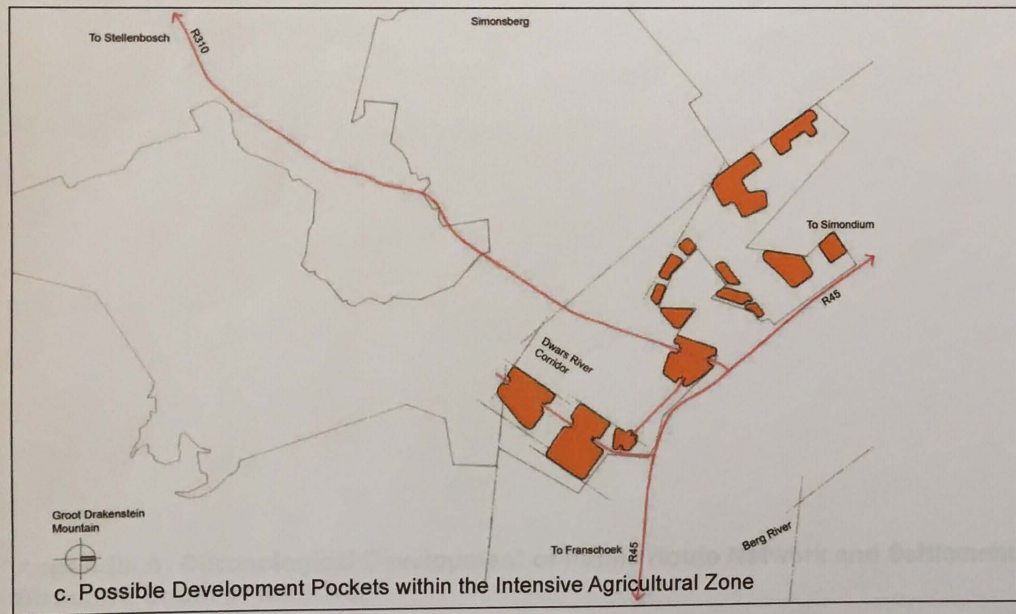 Simonsberg
To Stellenbosch
R310
To Simondium
R45
Dwars River
Corridor
Groot Drakenstein
Mountain
To Franschoek
R45
Berg River
c. Possible Development Pockets within the Intensive Agricultural Zone